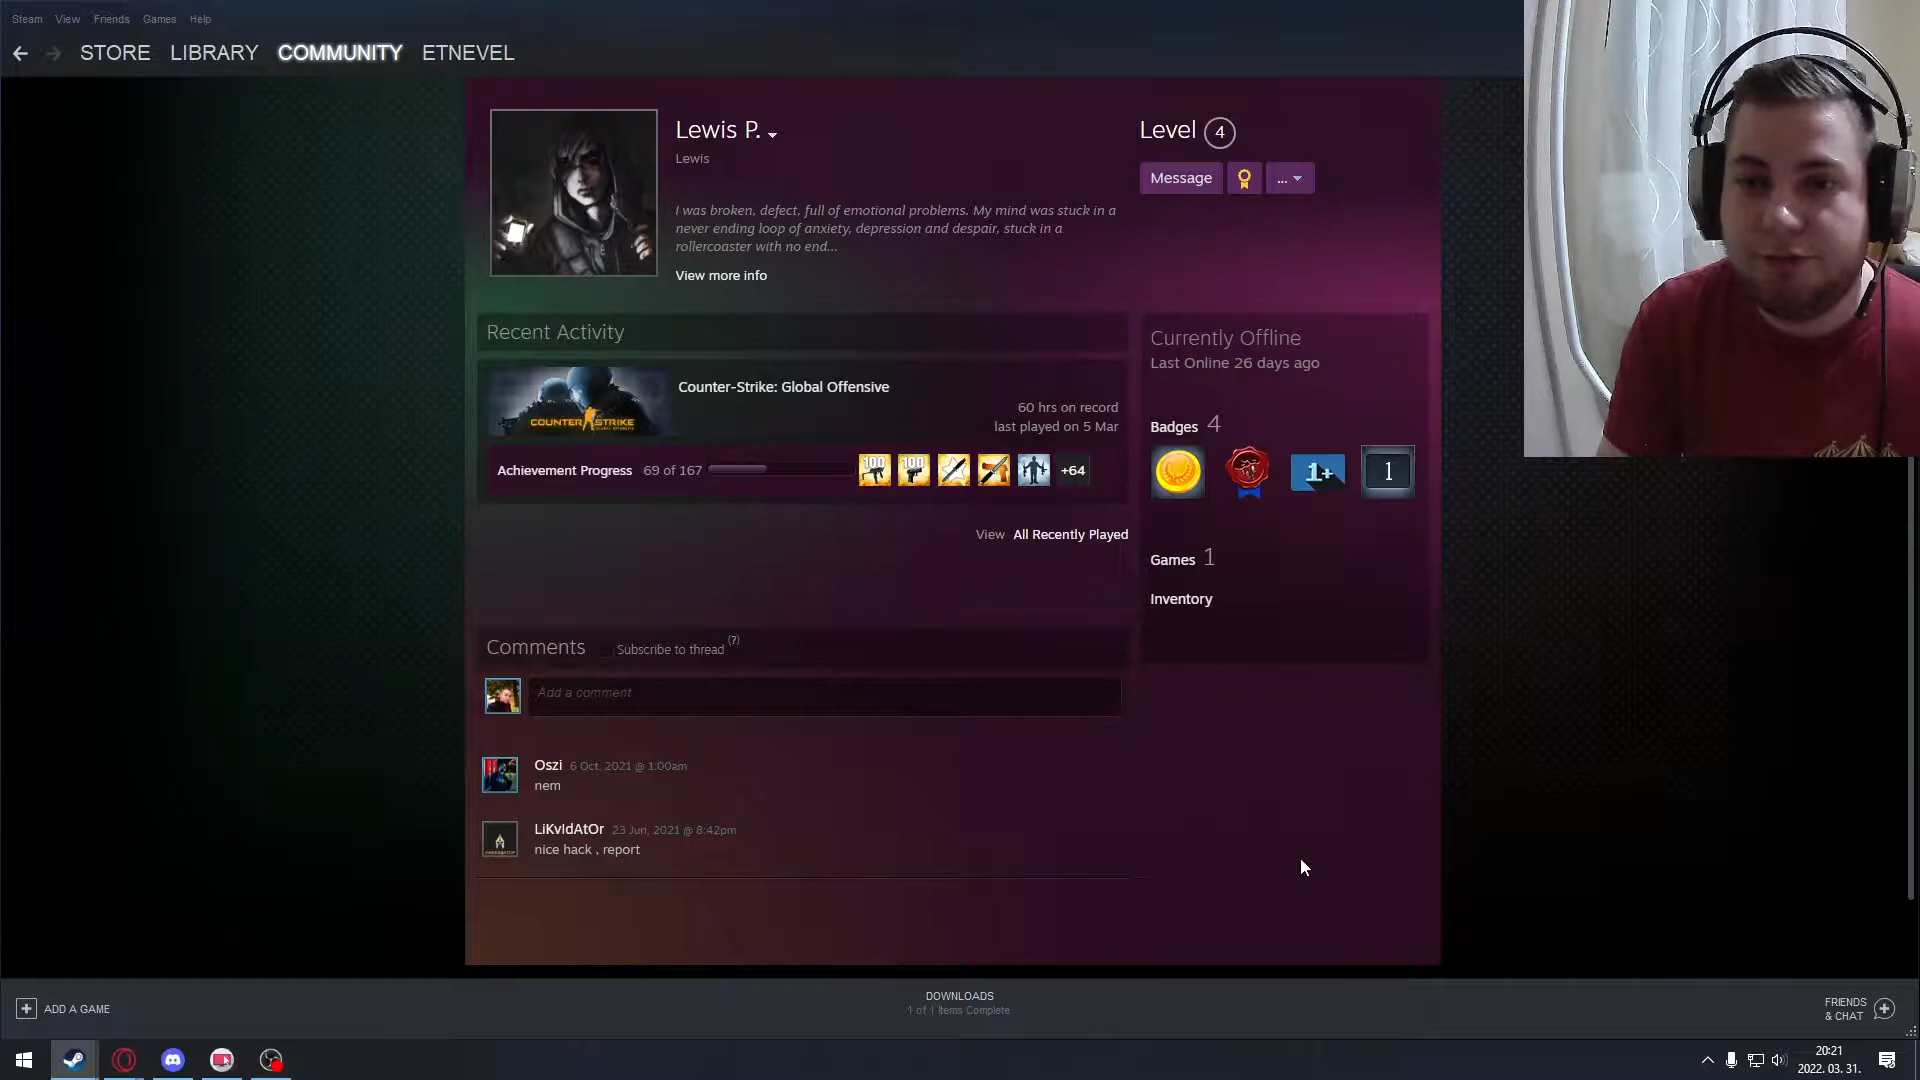 Steam View Friends Games Help
STORE LIBRARY COMMUNITY ETNEVEL
Lewis P.
Lewis
I was broken, defect, full of emotional problems. My mind was stuck in a
never ending loop of anxiety, depression and despair, stuck in a
rollercoaster with no end...
View more info
Level 4
Message
...
Recent Activity
COUNTER STRIKE
Counter-Strike: Global Offensive
60 hrs on record
last played on 5 Mar
Achievement Progress 69 of 167
100 100 +64
View All Recently Played
Currently Offline
Last Online 26 days ago
Badges 4
1+ 1
Games 1
Inventory
Comments Subscribe to thread (?)
Add a comment
Oszi 6 Oct, 2021 @ 1:00am
nem
LiKvIdAtOr 23 Jun, 2021 @ 8:42pm
nice hack , report
ADD A GAME
DOWNLOADS
1 of 1 Items Complete
FRIENDS
& CHAT
20:21
2022. 03. 31.